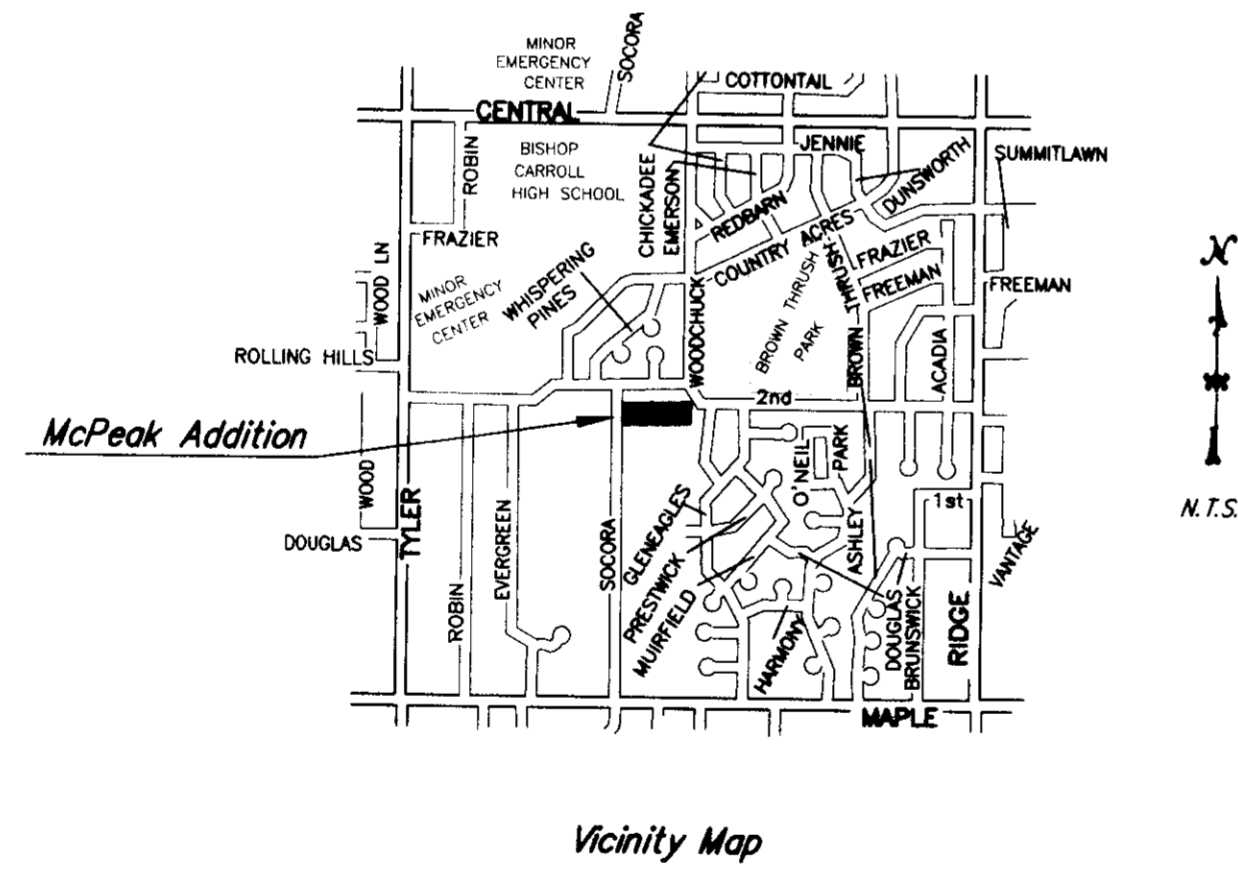 MINOR
EMERGENCY
CENTER
SOCORA
COTTONTAIL
CENTRAL
ROBIN
BISHOP
CARROLL
HIGH SCHOOL
CHICKADEE
EMERSON
JENNIE
DUNSWORTH
SUMMITLAWN
REDBARN
COUNTRY ACRES
FRAZIER
WOOD LN
MINOR
EMERGENCY
CENTER
WHISPERING
PINES
WOODCHUCK
BROWN THRUSH
PARK
BROWN THRUSH
FRAZIER
FREEMAN
FREEMAN
ROLLING HILLS
ACADIA
2nd
McPeak Addition
WOOD
TYLER
DOUGLAS
ROBIN
EVERGREEN
SOCORA
GLENEAGLES
PRESTWICK
MUIRFIELD
O'NEIL
PARK
ASHLEY
HARMONY
DOUGLAS
BRUNSWICK
1st
RIDGE
VANTAGE
MAPLE
N
N.T.S.
Vicinity Map